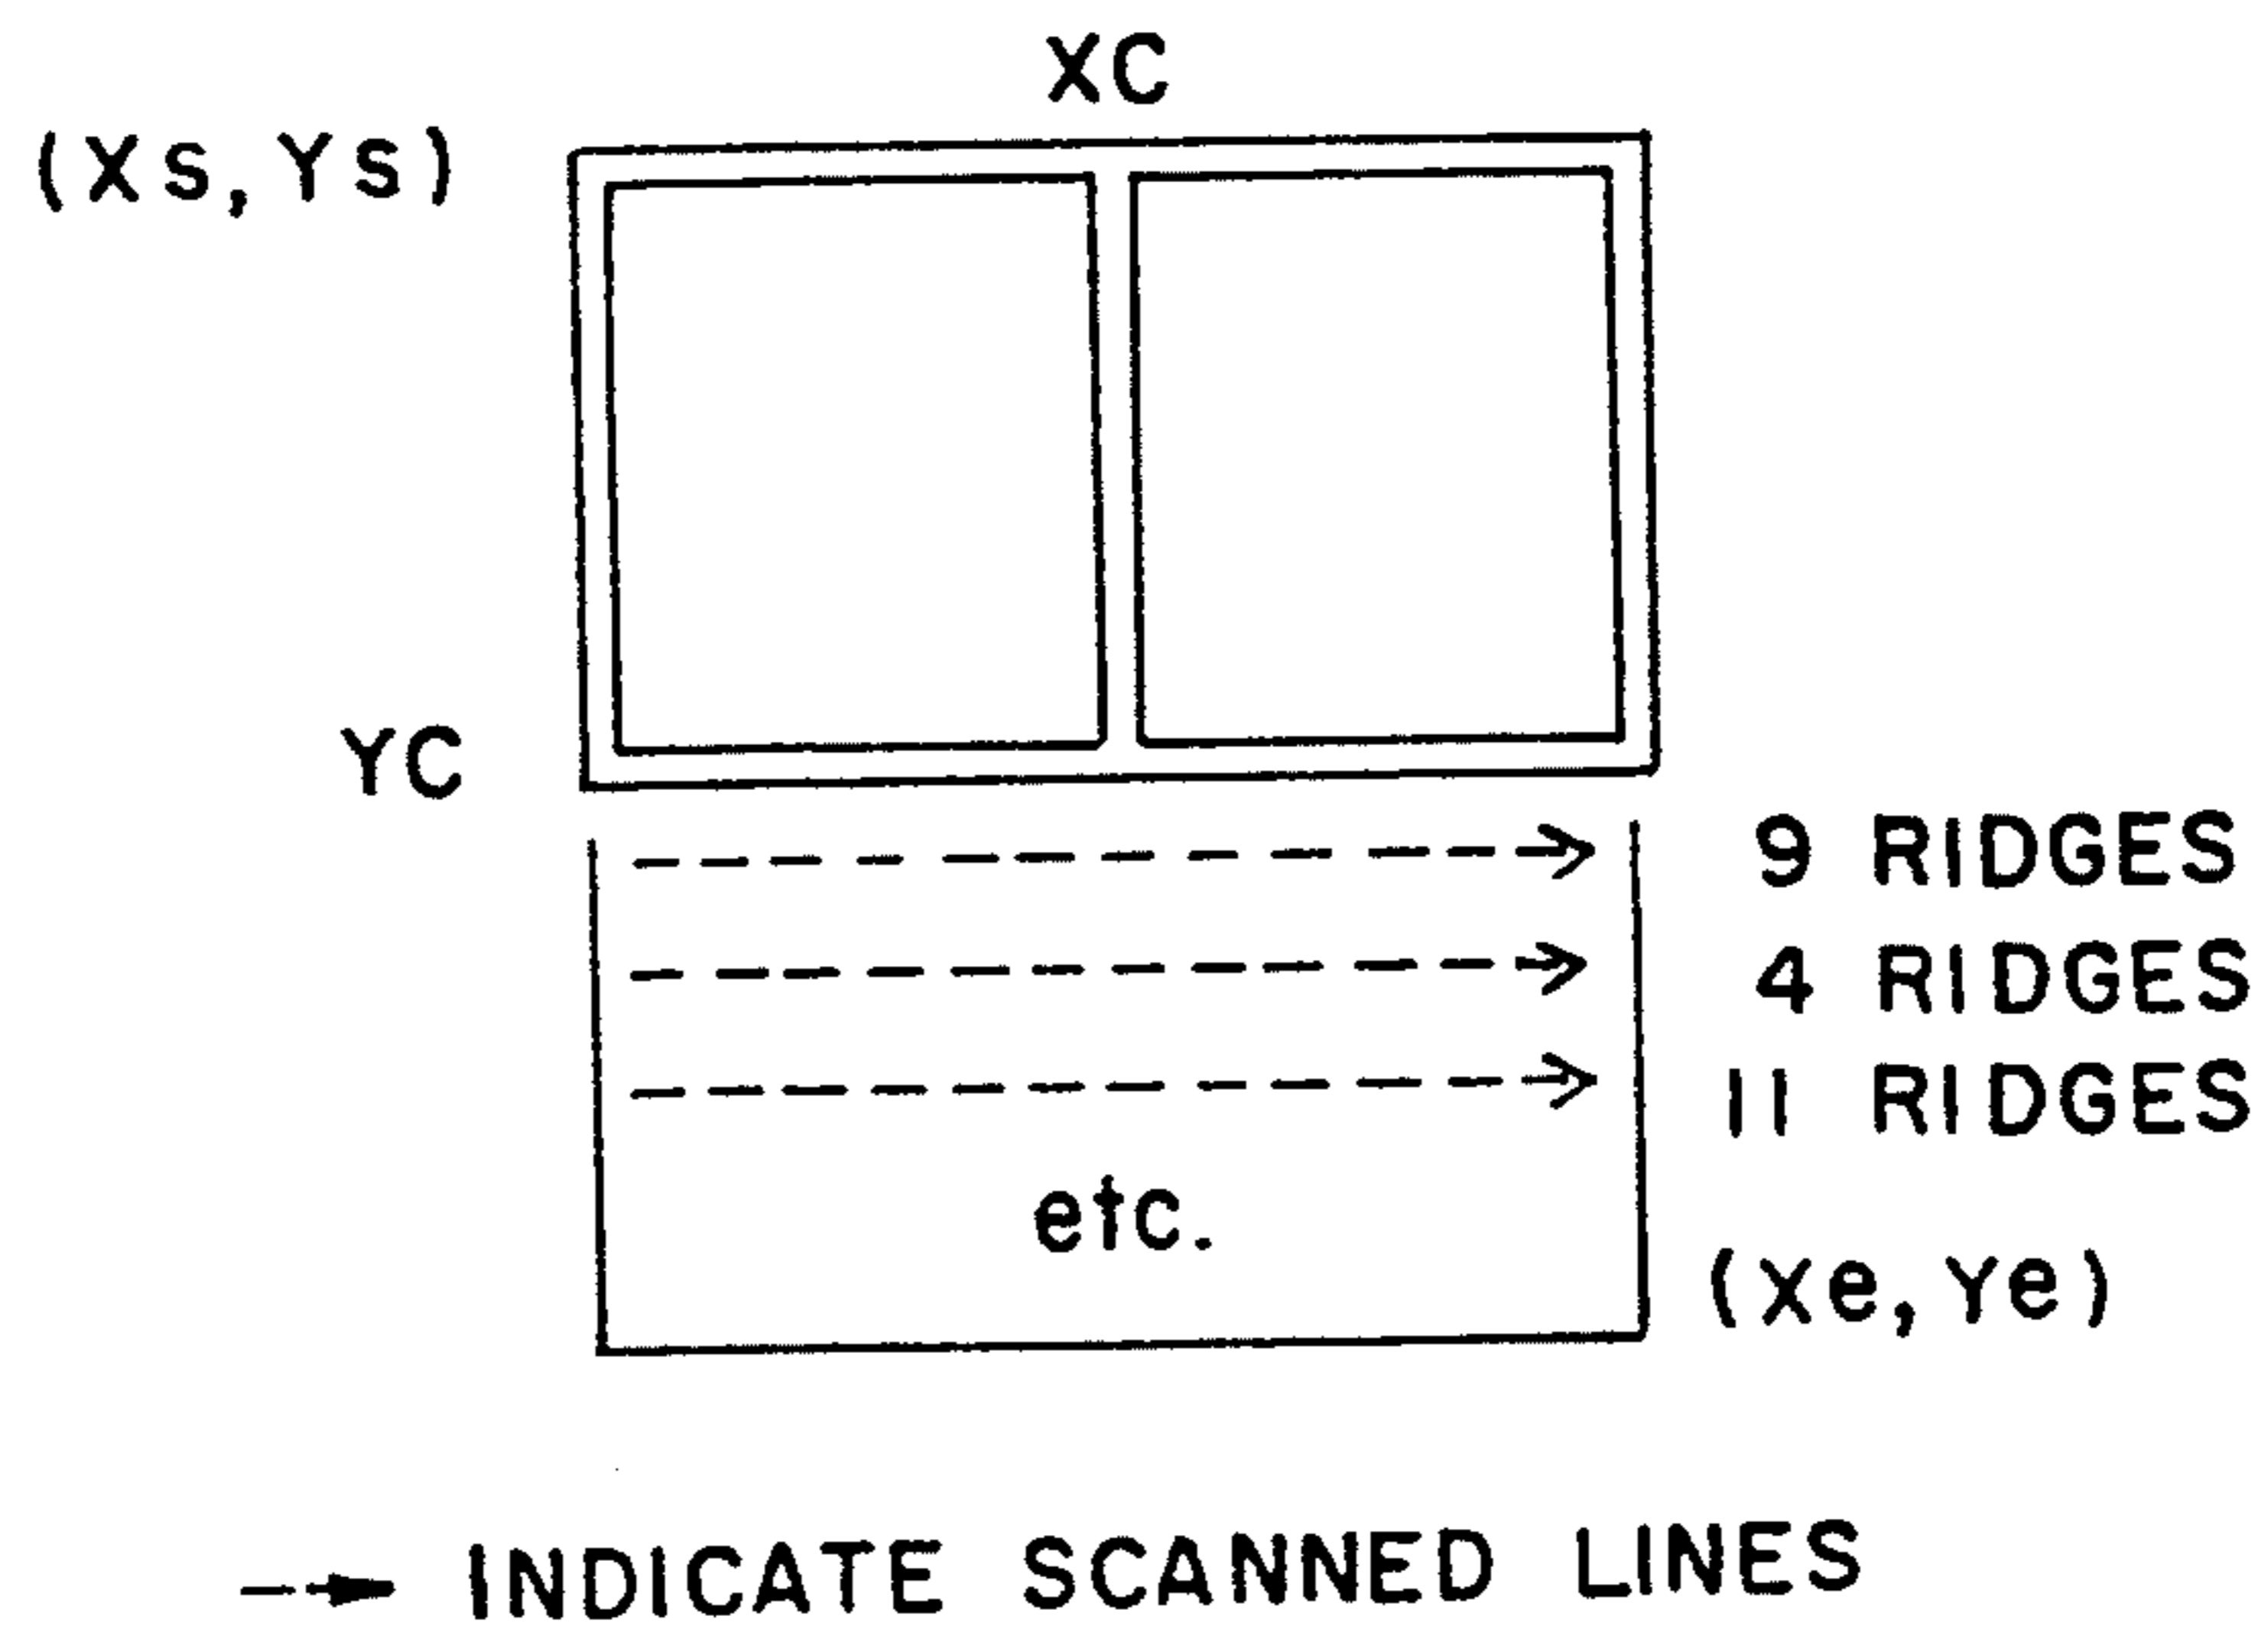 XC
(Xs,Ys)
YC
9 RIDGES
4 RIDGES
11 RIDGES
etc.
(Xe,Ye)
INDICATE SCANNED LINES